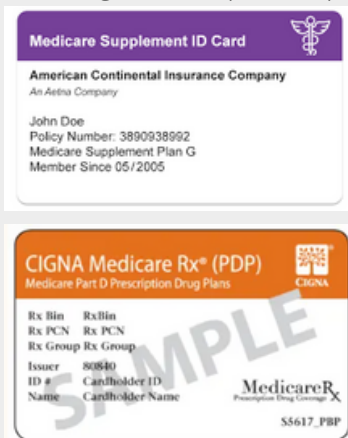 Medicare Supplement ID Card
American Continental Insurance Company
An Aetna Company
John Doe
Policy Number: 3890938992
Medicare Supplement Plan G
Member Since 05/2005
CIGNA Medicare Rx® (PDP)
Medicare Part D Prescription Drug Plans
CIGNA
Rx Bin RxBin
Rx PCN Rx PCN
Rx Group Rx Group
Issuer 80840
ID # Cardholder ID
Name Cardholder Name
SAMPLE
MedicareRx
Prescription Drug Coverage
S5617_PBP